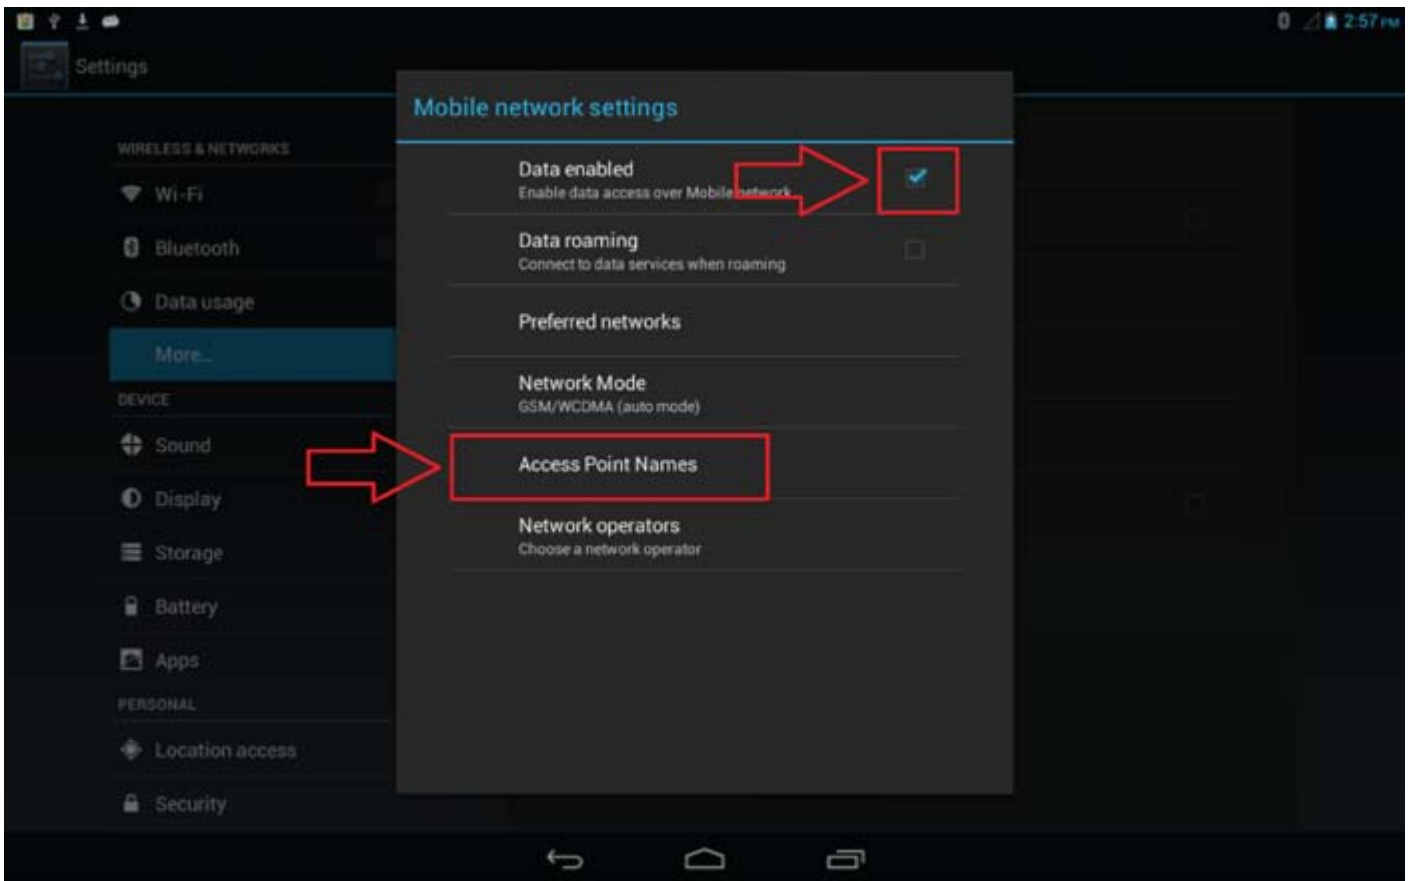 2:57 PM
Settings
Mobile network settings
WIRELESS & NETWORKS
Wi-Fi
Bluetooth
Data usage
More...
DEVICE
Sound
Display
Storage
Battery
Apps
PERSONAL
Location access
Security
Data enabled
Enable data access over Mobile network
Data roaming
Connect to data services when roaming
Preferred networks
Network Mode
GSM/WCDMA (auto mode)
Access Point Names
Network operators
Choose a network operator